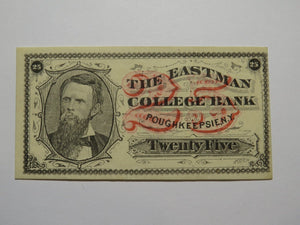 25
THE EASTMAN
25
COLLEGE BANK
POUGHKEEPSIE.N.Y.
Twenty Five